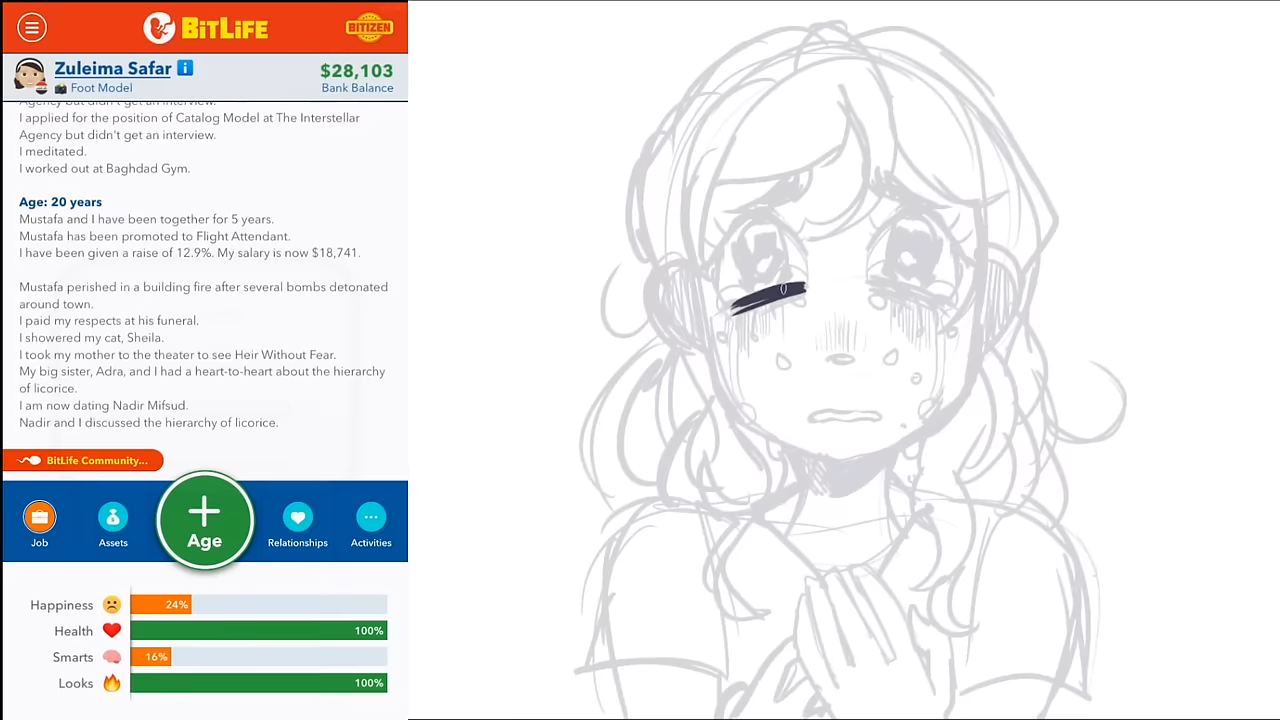 BITLIFE
BITIZEN
Zuleima Safar i
$28,103
Foot Model
Bank Balance
Agency but didn't get an interview.
I applied for the position of Catalog Model at The Interstellar
Agency but didn't get an interview.
I meditated.
I worked out at Baghdad Gym.
Age: 20 years
Mustafa and I have been together for 5 years.
Mustafa has been promoted to Flight Attendant.
I have been given a raise of 12.9%. My salary is now $18,741.
Mustafa perished in a building fire after several bombs detonated
around town.
I paid my respects at his funeral.
I showered my cat, Sheila.
I took my mother to the theater to see Heir Without Fear.
My big sister, Adra, and I had a heart-to-heart about the hierarchy
of licorice.
I am now dating Nadir Mifsud.
Nadir and I discussed the hierarchy of licorice.
BitLife Community...
Job
Assets
Age
Relationships
Activities
Happiness 24%
Health 100%
Smarts 16%
Looks 100%